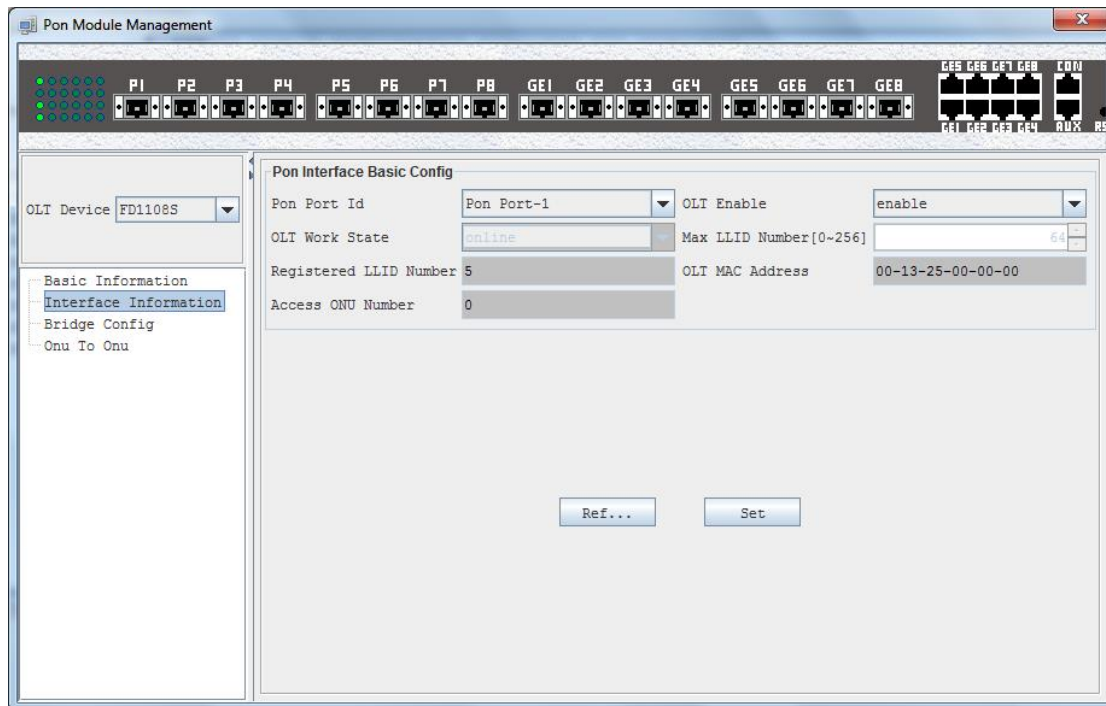 Pon Module Management
GE5 GE6 GE7 GE8 CON
P1 P2 P3 P4 P5 P6 P7 P8 GE1 GE2 GE3 GE4 GE5 GE6 GE7 GE8
GE1 GE2 GE3 GE4 AUX
OLT Device FD1108S
Basic Information
Interface Information
Bridge Config
Onu To Onu
Pon Interface Basic Config
Pon Port Id Pon Port-1 OLT Enable enable
OLT Work State online Max LLID Number[0~256] 64
Registered LLID Number 5 OLT MAC Address 00-13-25-00-00-00
Access ONU Number 0
Ref... Set